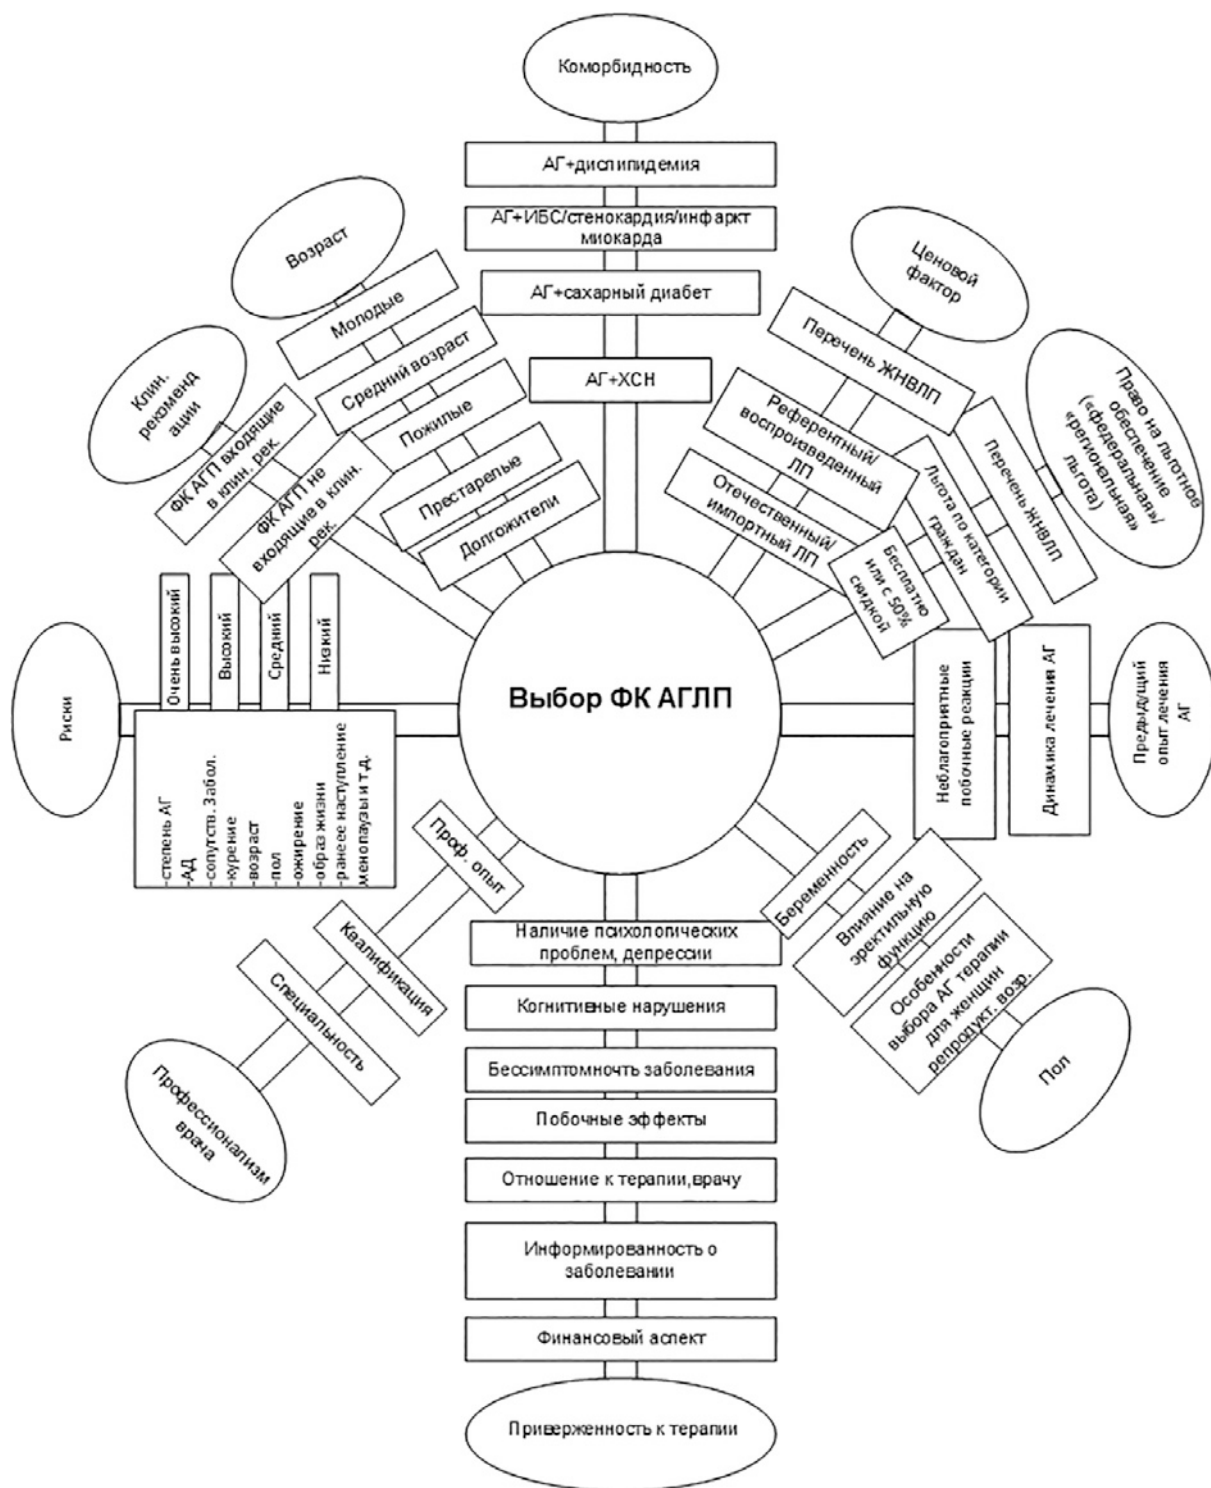 Коморбидность
АГ+дислипидемия
АГ+ИБС/стенокардия/инфаркт
миокарда
АГ+сахарный диабет
АГ+ХСН
Возраст
Молодые
Средний возраст
Пожилые
Престарелые
Долгожители
Клин.
рекоменд
ации
ФК АГП входящие
в клин. рек.
ФК АГП не
входящие в клин.
рек.
Ценовой
фактор
Перечень ЖНВЛП
Референтный/
воспроизведенный
ЛП
Отечественный/
импортный ЛП
Право на льготное
обеспечение
(«федеральная»/
«региональная»
льгота)
Перечень ЖНВЛП
Льгота по категории
граждан
Бесплатно
или с 50%
скидкой
Выбор ФК АГЛП
Риски
Очень высокий
Высокий
Средний
Низкий
-степень АГ
-АД
-сопутств. Забол.
-курение
-возраст
-пол
-ожирение
-образ жизни
-ранее наступление
менопаузы и т.д.
Неблагоприятные
побочные реакции
Динамика лечения АГ
Предыдущий
опыт лечения
АГ
Проф. опыт
Квалификация
Специальность
Профессионализм
врача
Беременность
Влияние на
эректильную
функцию
Особенности
выбора АГ терапии
для женщин
репродукт. возр.
Пол
Наличие психологических
проблем, депрессии
Когнитивные нарушения
Бессимптомночть заболевания
Побочные эффекты
Отношение к терапии,врачу
Информированность о
заболевании
Финансовый аспект
Приверженность к терапии